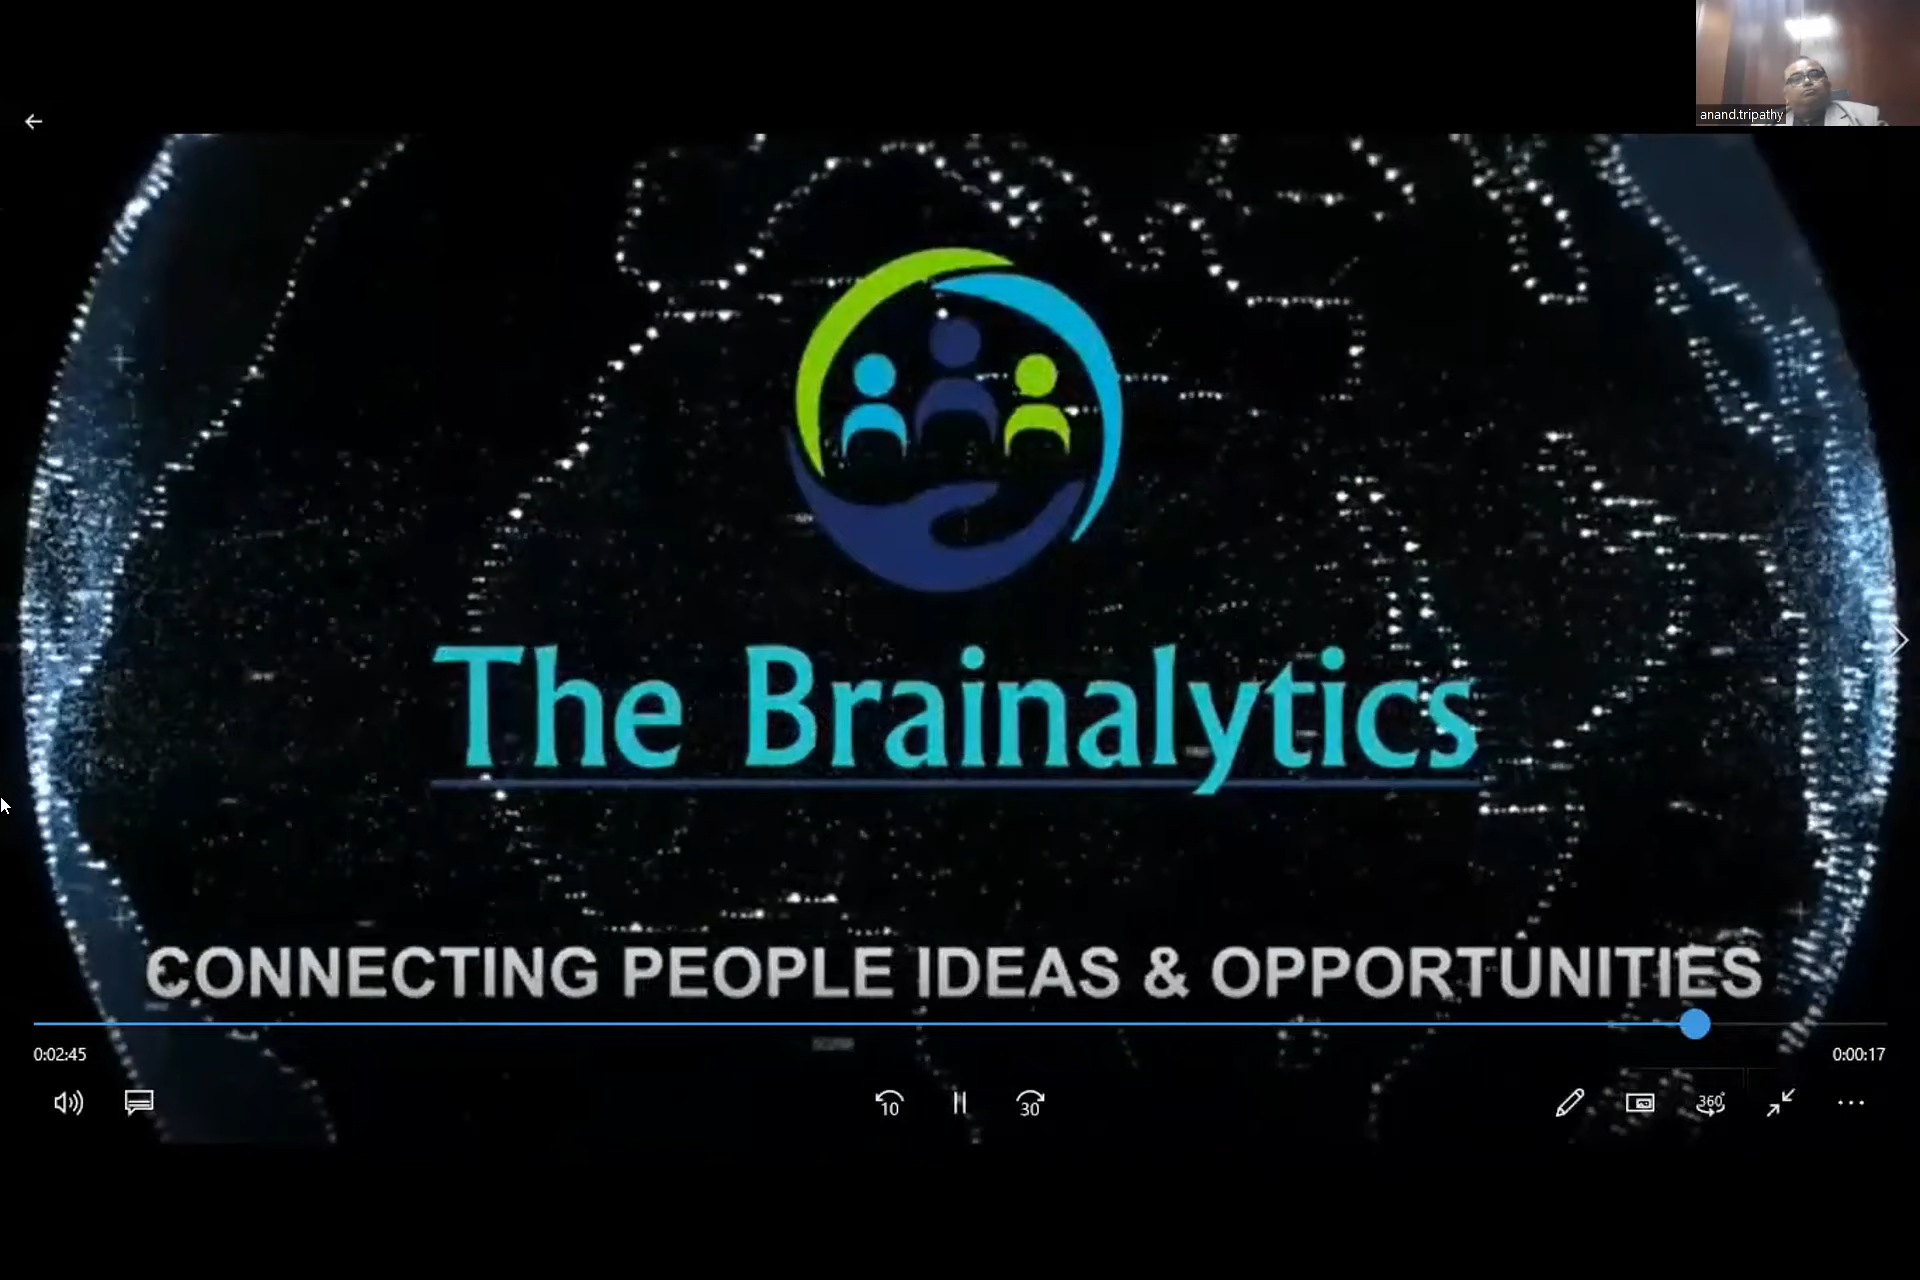 anand.tripathy
The Brainalytics
CONNECTING PEOPLE IDEAS & OPPORTUNITIES
0:02:45
0:00:17
10
30
360°